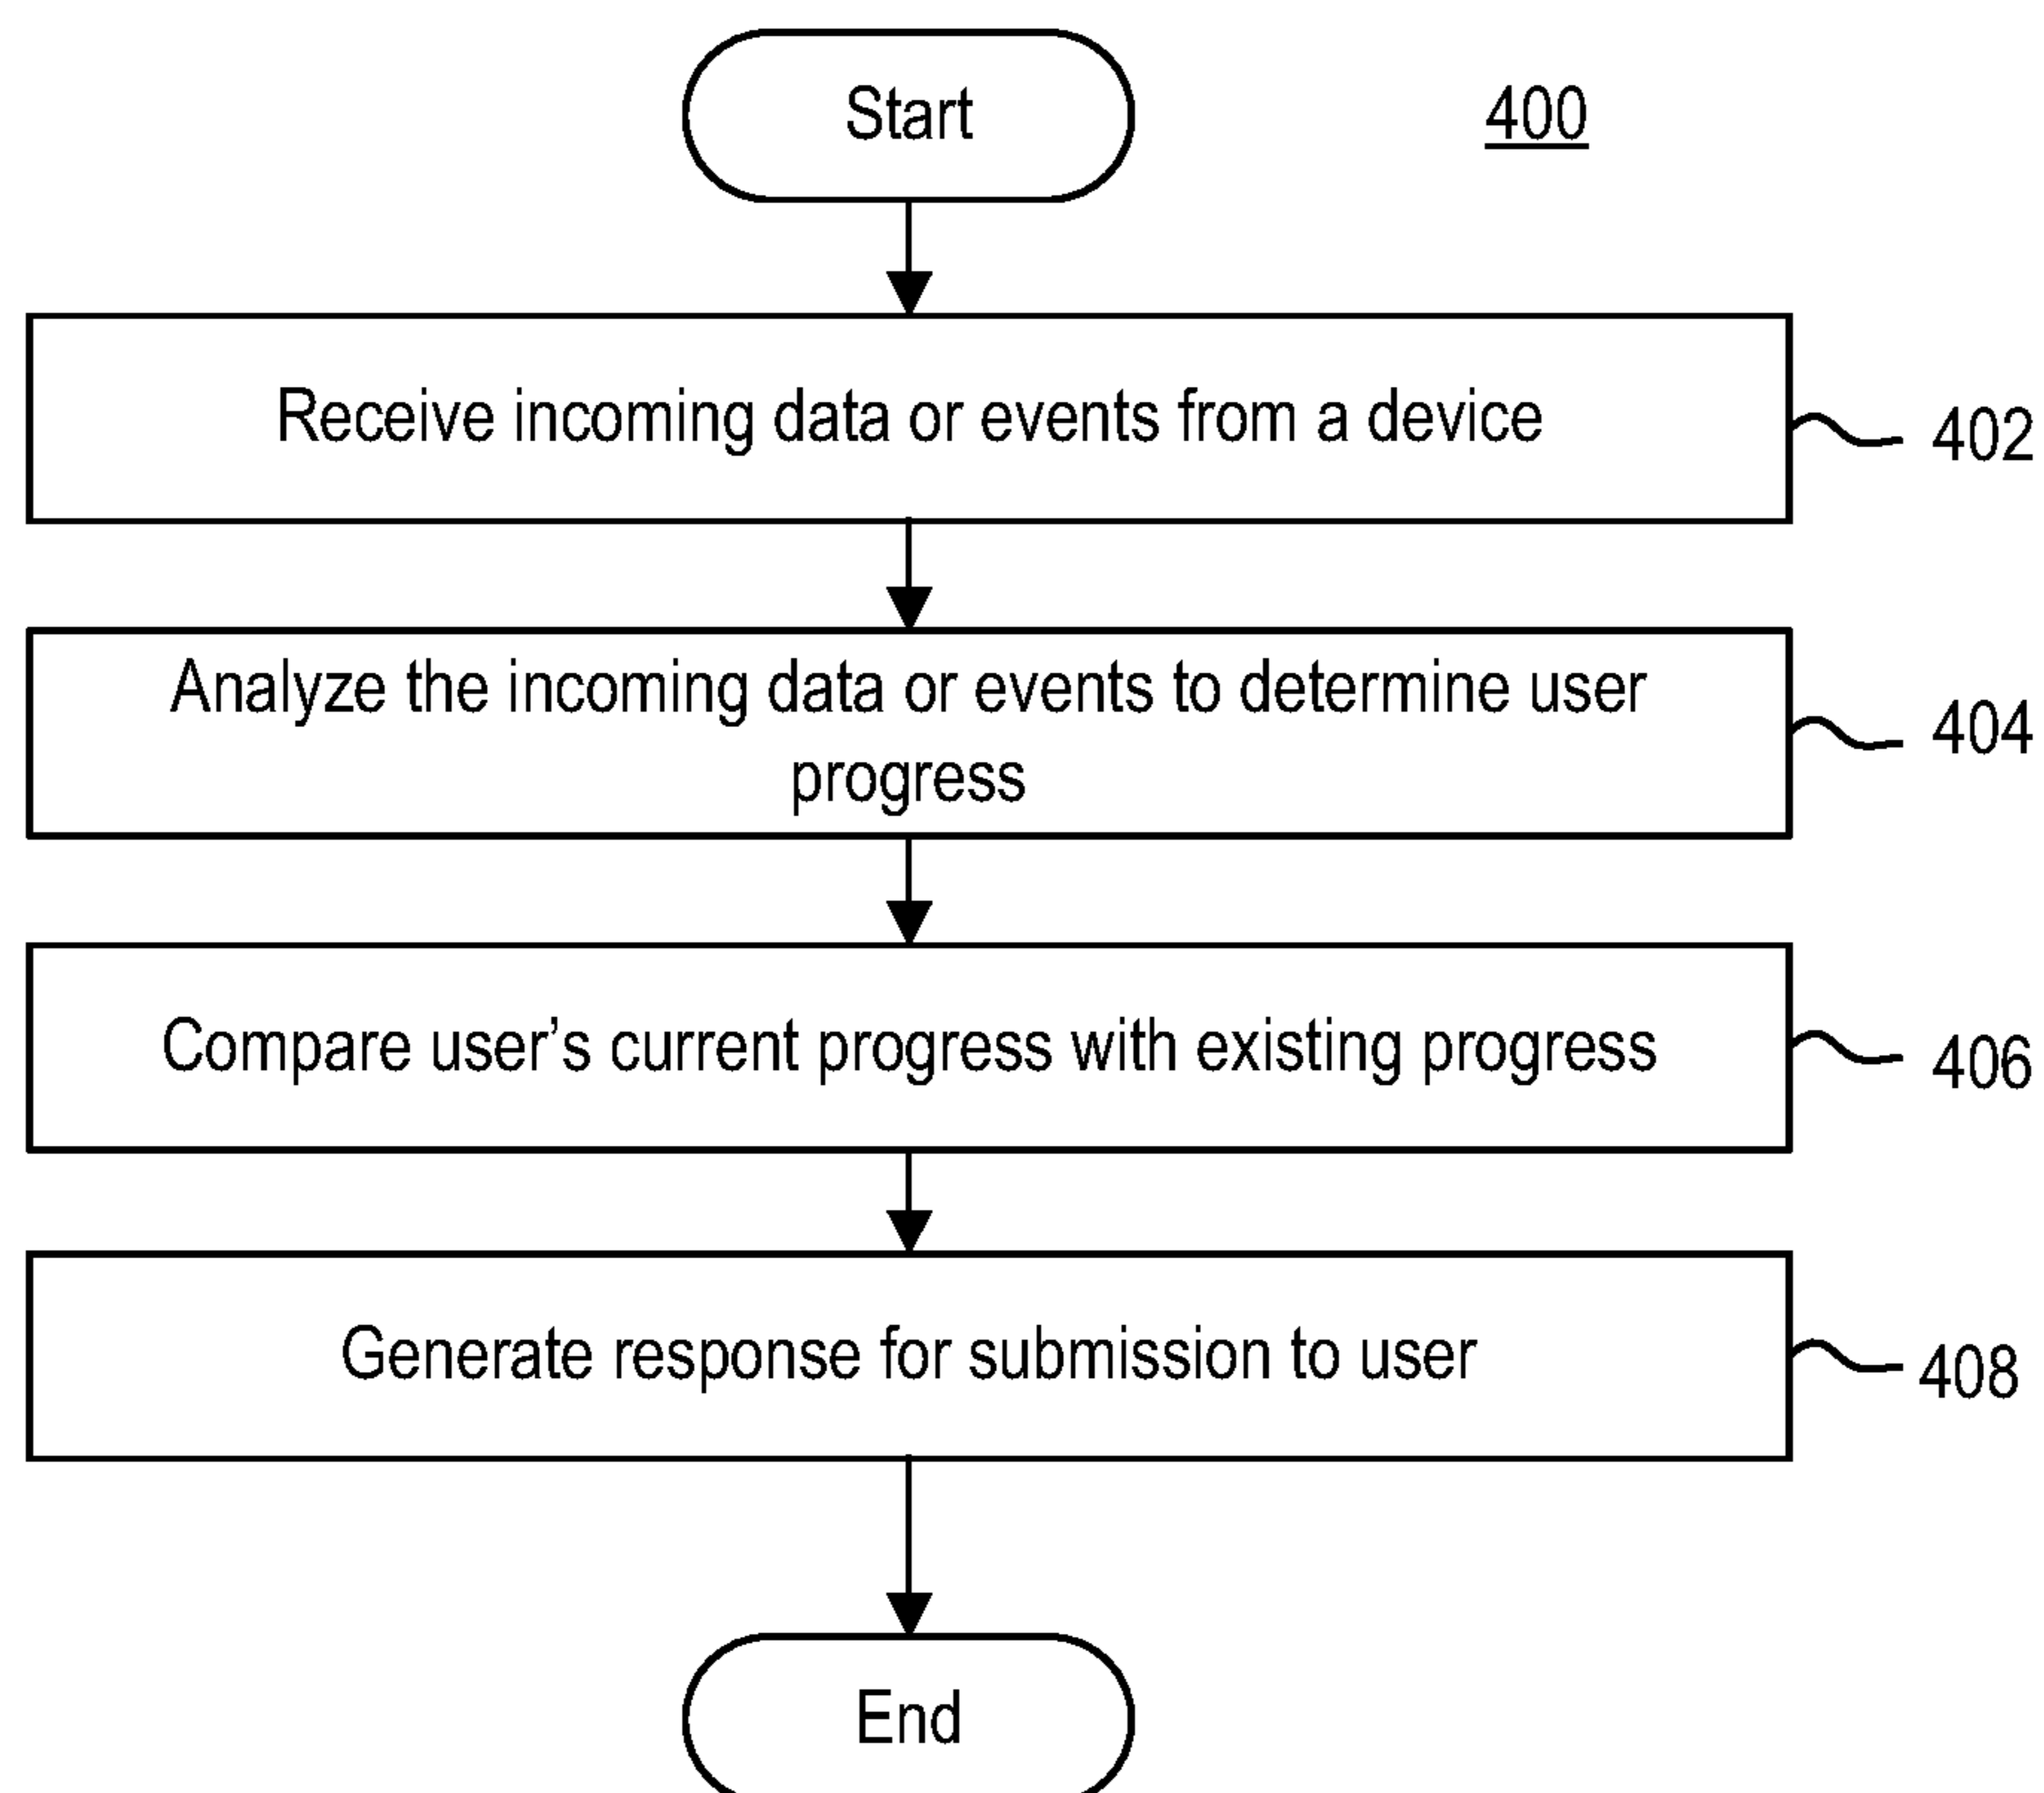 Start
400
Receive incoming data or events from a device
402
Analyze the incoming data or events to determine user
progress
404
Compare user’s current progress with existing progress
406
Generate response for submission to user
408
End